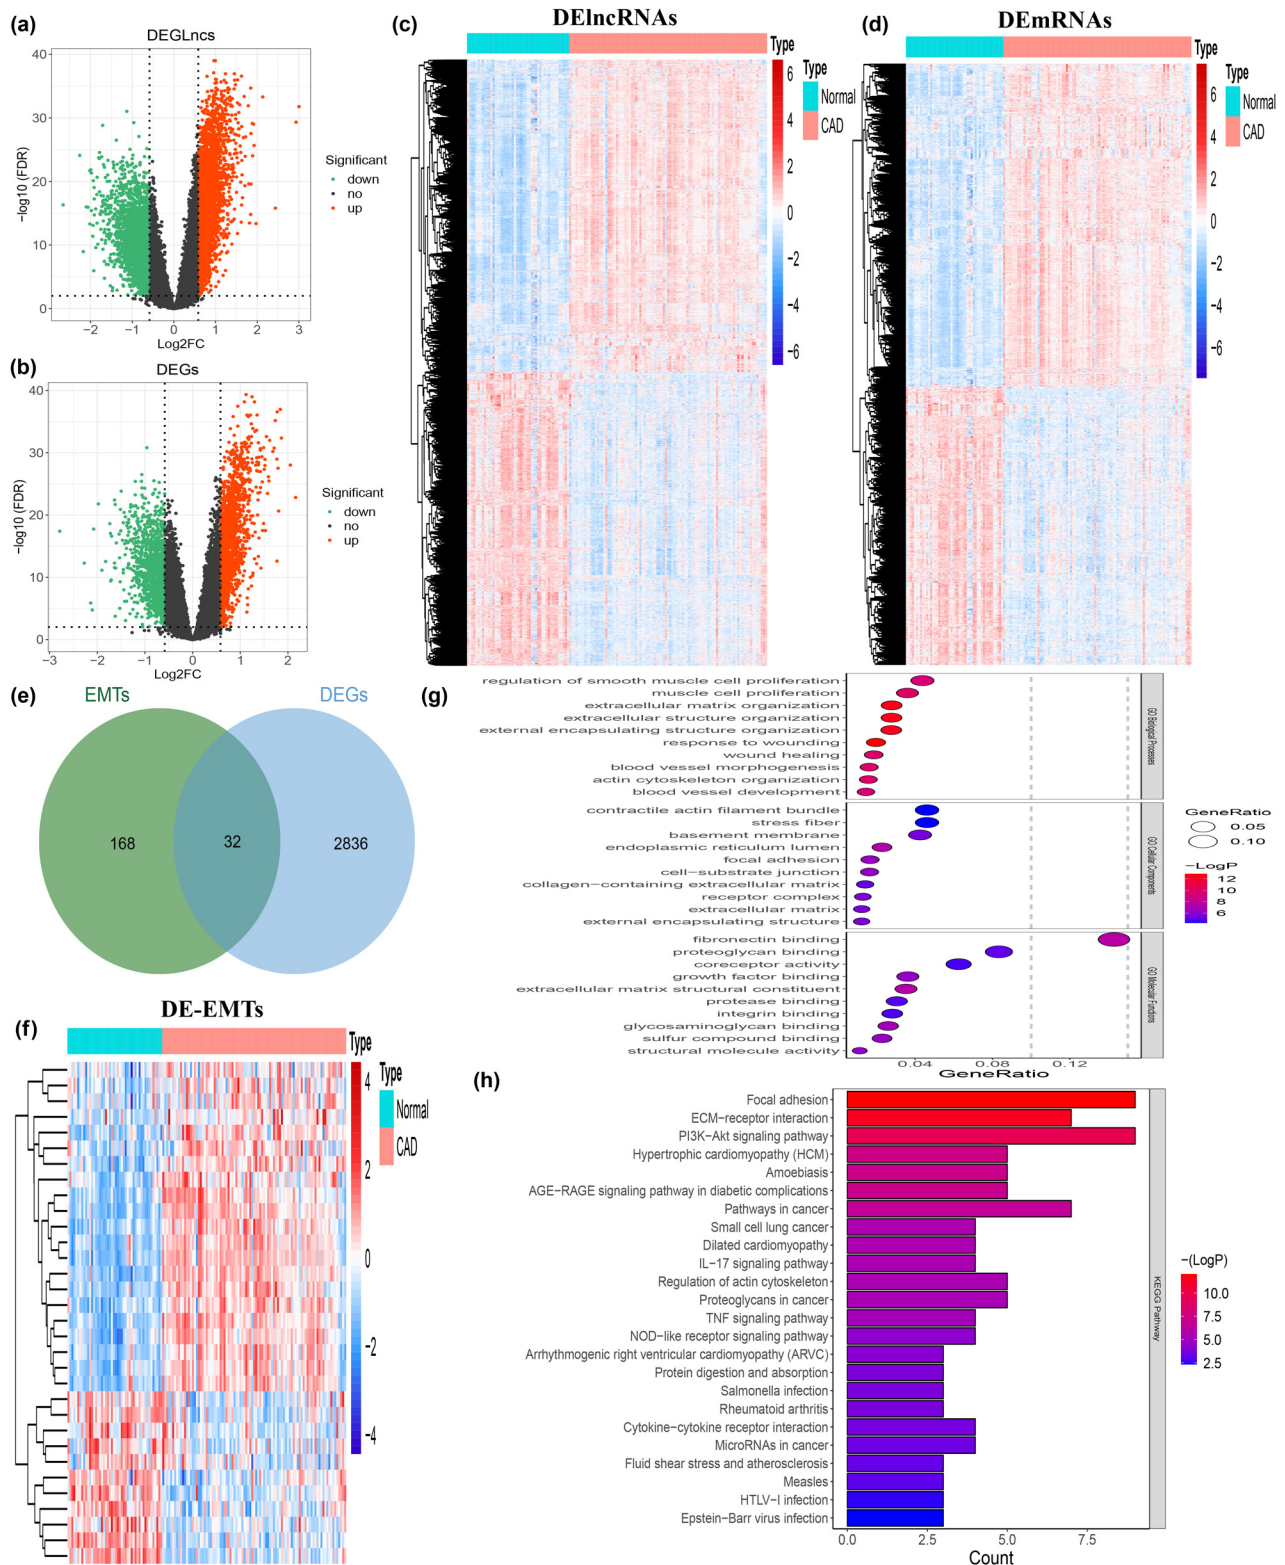 (a)
DEGLncs
40
30
20
10
0
−log10 (FDR)
−2
−1
0
1
2
3
Log2FC
Significant
down
no
up
(b)
DEGs
40
30
20
10
0
−log10 (FDR)
−3
−2
−1
0
1
2
Log2FC
Significant
down
no
up
(c)
DElncRNAs
Type
6
4
2
0
−2
−4
−6
Type
Normal
CAD
(d)
DEmRNAs
Type
6
4
2
0
−2
−4
−6
Type
Normal
CAD
(e)
EMTs
DEGs
168
32
2836
(f)
DE-EMTs
Type
4
2
0
−2
−4
Type
Normal
CAD
(g)
regulation of smooth muscle cell proliferation
muscle cell proliferation
extracellular matrix organization
extracellular structure organization
external encapsulating structure organization
response to wounding
wound healing
blood vessel morphogenesis
actin cytoskeleton organization
blood vessel development
GO Biological Processes
contractile actin filament bundle
stress fiber
basement membrane
endoplasmic reticulum lumen
focal adhesion
cell−substrate junction
collagen−containing extracellular matrix
receptor complex
extracellular matrix
external encapsulating structure
GO Cellular Components
fibronectin binding
proteoglycan binding
coreceptor activity
growth factor binding
extracellular matrix structural constituent
protease binding
integrin binding
glycosaminoglycan binding
sulfur compound binding
structural molecule activity
GO Molecular Functions
0.04
0.08
0.12
GeneRatio
GeneRatio
0.05
0.10
−LogP
12
10
8
6
(h)
Focal adhesion
ECM−receptor interaction
PI3K−Akt signaling pathway
Hypertrophic cardiomyopathy (HCM)
Amoebiasis
AGE−RAGE signaling pathway in diabetic complications
Pathways in cancer
Small cell lung cancer
Dilated cardiomyopathy
IL−17 signaling pathway
Regulation of actin cytoskeleton
Proteoglycans in cancer
TNF signaling pathway
NOD−like receptor signaling pathway
Arrhythmogenic right ventricular cardiomyopathy (ARVC)
Protein digestion and absorption
Salmonella infection
Rheumatoid arthritis
Cytokine−cytokine receptor interaction
MicroRNAs in cancer
Fluid shear stress and atherosclerosis
Measles
HTLV−I infection
Epstein−Barr virus infection
KEGG Pathway
0.0
2.5
5.0
7.5
Count
−(LogP)
10.0
7.5
5.0
2.5